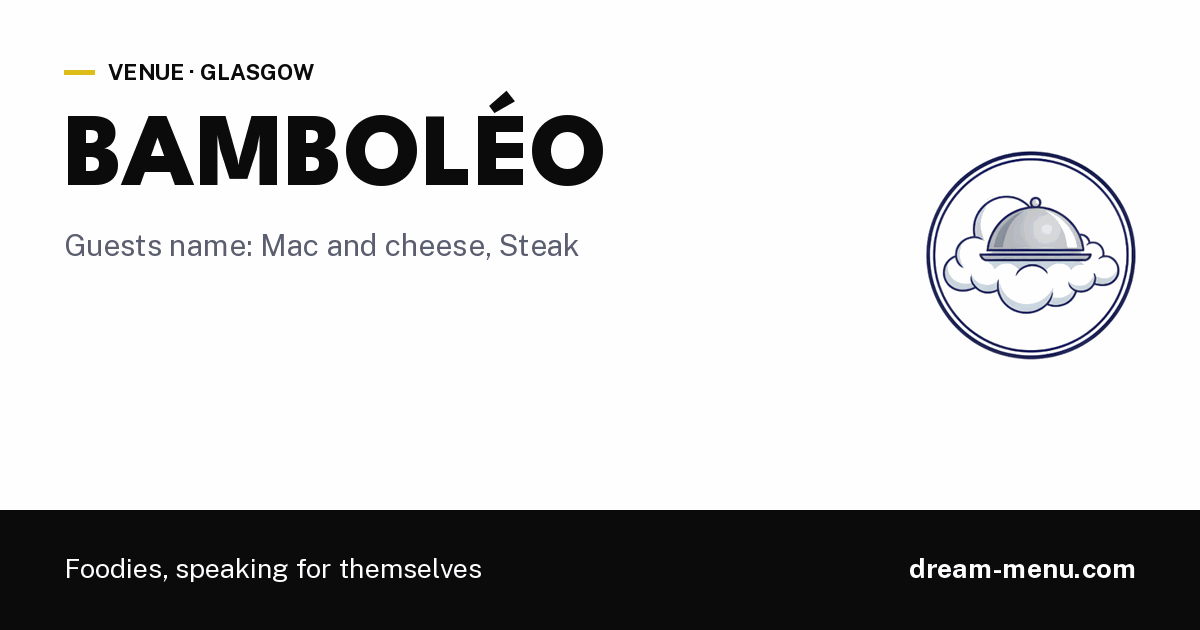 VENUE · GLASGOW
BAMBOLÉO
Guests name: Mac and cheese, Steak
Foodies, speaking for themselves
dream-menu.com